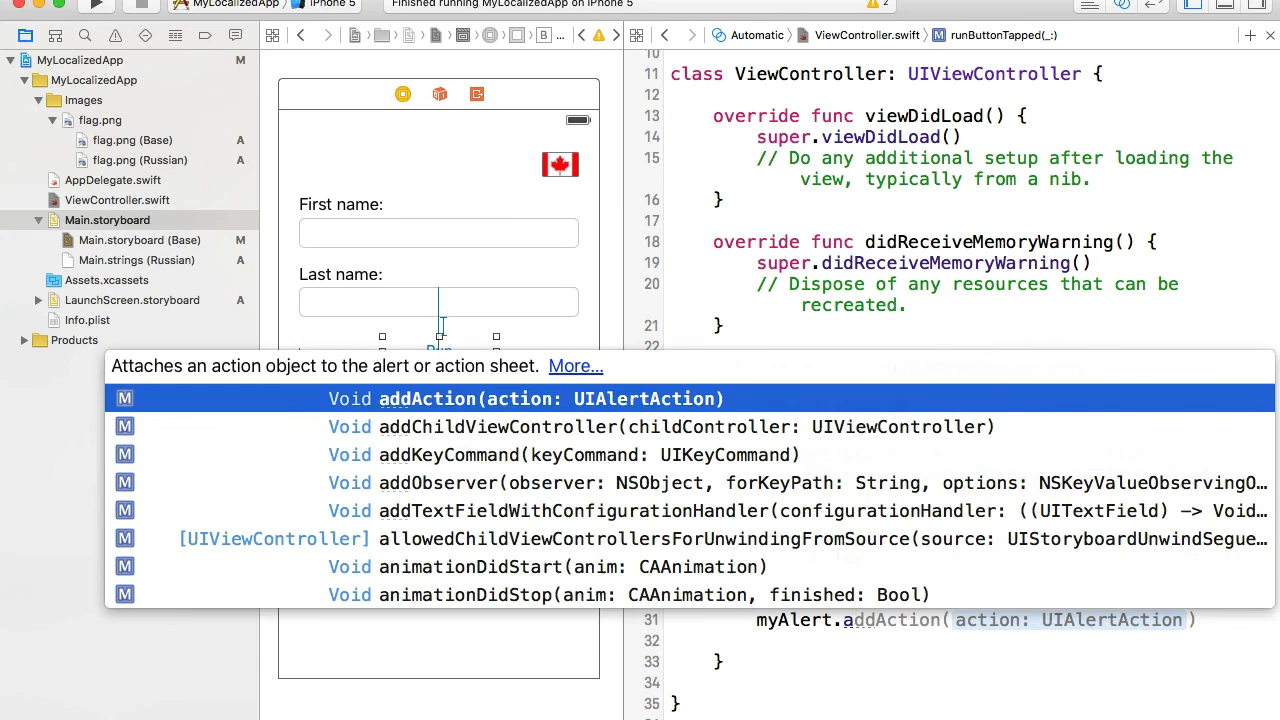 MyLocalizedApp
iPhone 5
Finished running MyLocalizedApp on iPhone 5
2
B ...
Automatic
ViewController.swift
M runButtonTapped(_:)
MyLocalizedApp M
MyLocalizedApp
Images
flag.png
flag.png (Base) A
flag.png (Russian) A
AppDelegate.swift
ViewController.swift
Main.storyboard
Main.storyboard (Base) M
Main.strings (Russian) A
Assets.xcassets
LaunchScreen.storyboard A
Info.plist
Products
First name:
Last name:
10
11 class ViewController: UIViewController {
12
13 override func viewDidLoad() {
14 super.viewDidLoad()
15 // Do any additional setup after loading the
view, typically from a nib.
16 }
17
18 override func didReceiveMemoryWarning() {
19 super.didReceiveMemoryWarning()
20 // Dispose of any resources that can be
recreated.
21 }
22
Attaches an action object to the alert or action sheet. More...
M Void addAction(action: UIAlertAction)
M Void addChildViewController(childController: UIViewController)
M Void addKeyCommand(keyCommand: UIKeyCommand)
M Void addObserver(observer: NSObject, forKeyPath: String, options: NSKeyValueObservingO...
M Void addTextFieldWithConfigurationHandler(configurationHandler: ((UITextField) -> Void...
M [UIViewController] allowedChildViewControllersForUnwindingFromSource(source: UIStoryboardUnwindSegue...
M Void animationDidStart(anim: CAAnimation)
M Void animationDidStop(anim: CAAnimation, finished: Bool)
31 myAlert.addAction(action: UIAlertAction)
32
33 }
34
35 }